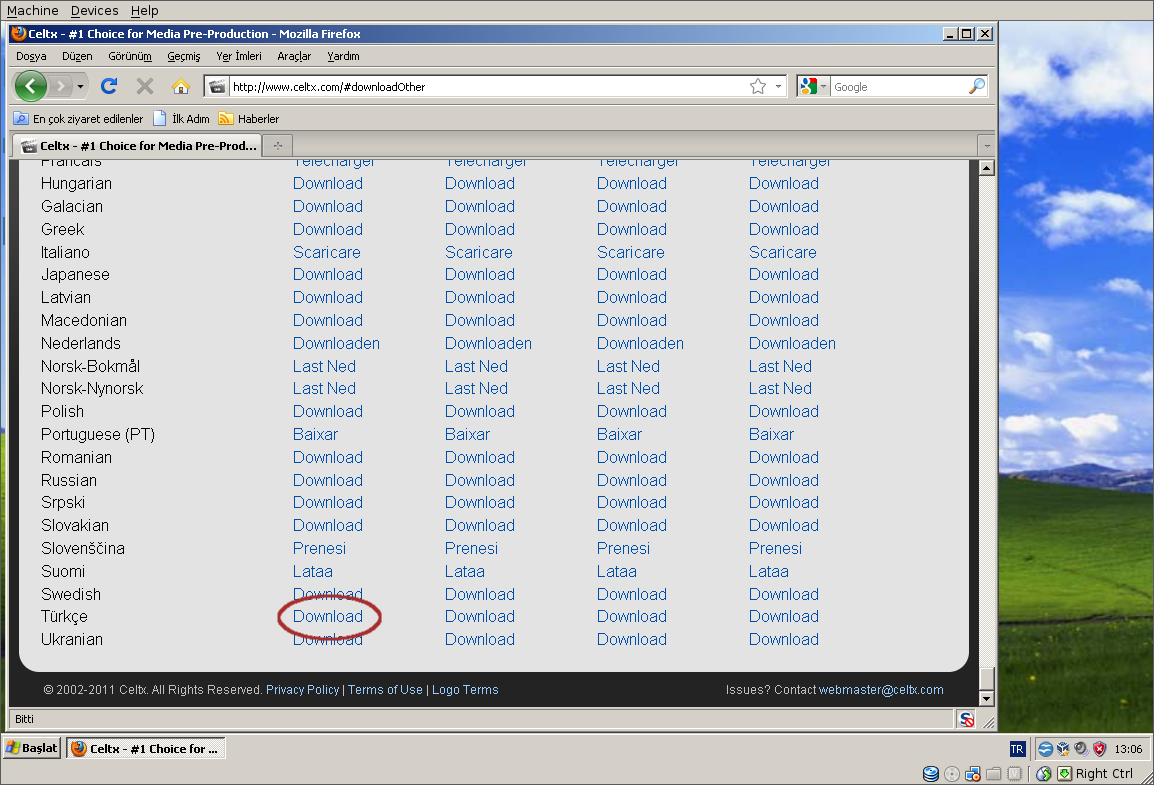 Machine Devices Help
Celtx - #1 Choice for Media Pre-Production - Mozilla Firefox
Dosya Düzen Görünüm Geçmiş Yer İmleri Araçlar Yardım
http://www.celtx.com/#downloadOther Google
En çok ziyaret edilenler İlk Adım Haberler
Celtx - #1 Choice for Media Pre-Prod...
Français Télécharger Télécharger Télécharger Télécharger
Hungarian Download Download Download Download
Galacian Download Download Download Download
Greek Download Download Download Download
Italiano Scaricare Scaricare Scaricare Scaricare
Japanese Download Download Download Download
Latvian Download Download Download Download
Macedonian Download Download Download Download
Nederlands Downloaden Downloaden Downloaden Downloaden
Norsk-Bokmål Last Ned Last Ned Last Ned Last Ned
Norsk-Nynorsk Last Ned Last Ned Last Ned Last Ned
Polish Download Download Download Download
Portuguese (PT) Baixar Baixar Baixar Baixar
Romanian Download Download Download Download
Russian Download Download Download Download
Srpski Download Download Download Download
Slovakian Download Download Download Download
Slovenščina Prenesi Prenesi Prenesi Prenesi
Suomi Lataa Lataa Lataa Lataa
Swedish Download Download Download Download
Türkçe Download Download Download Download
Ukranian Download Download Download Download
© 2002-2011 Celtx. All Rights Reserved. Privacy Policy | Terms of Use | Logo Terms Issues? Contact webmaster@celtx.com
Bitti
Başlat Celtx - #1 Choice for ... TR 13:06
Right Ctrl